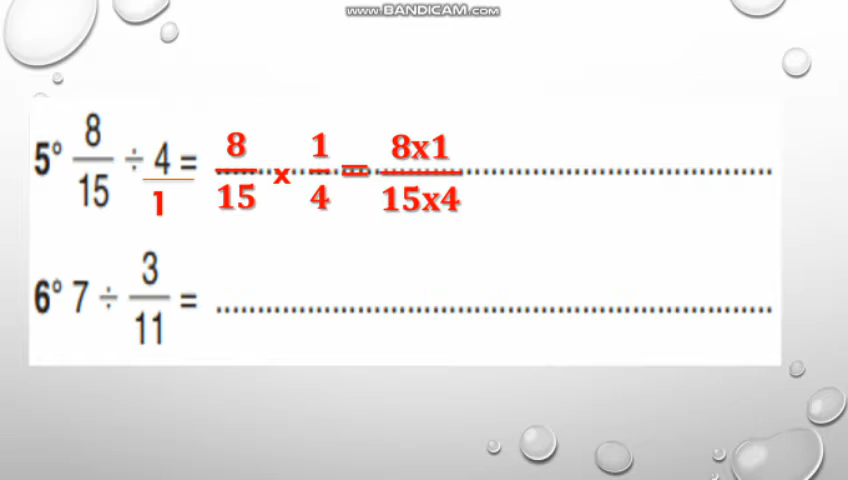 www.BANDICAM.com
5° 8/15 ÷ 4/1 = 8/15 x 1/4 = 8x1/15x4 ........................
6° 7 ÷ 3/11 = ........................